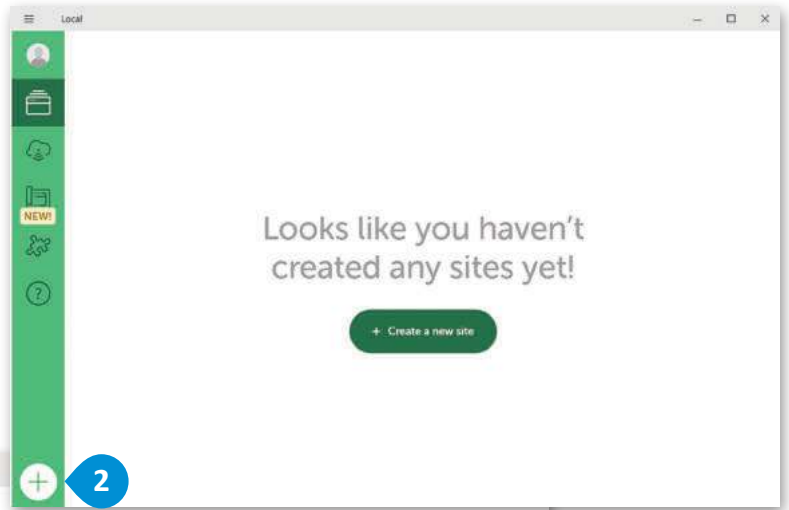 Local
NEW!
Looks like you haven't
created any sites yet!
+ Create a new site
2